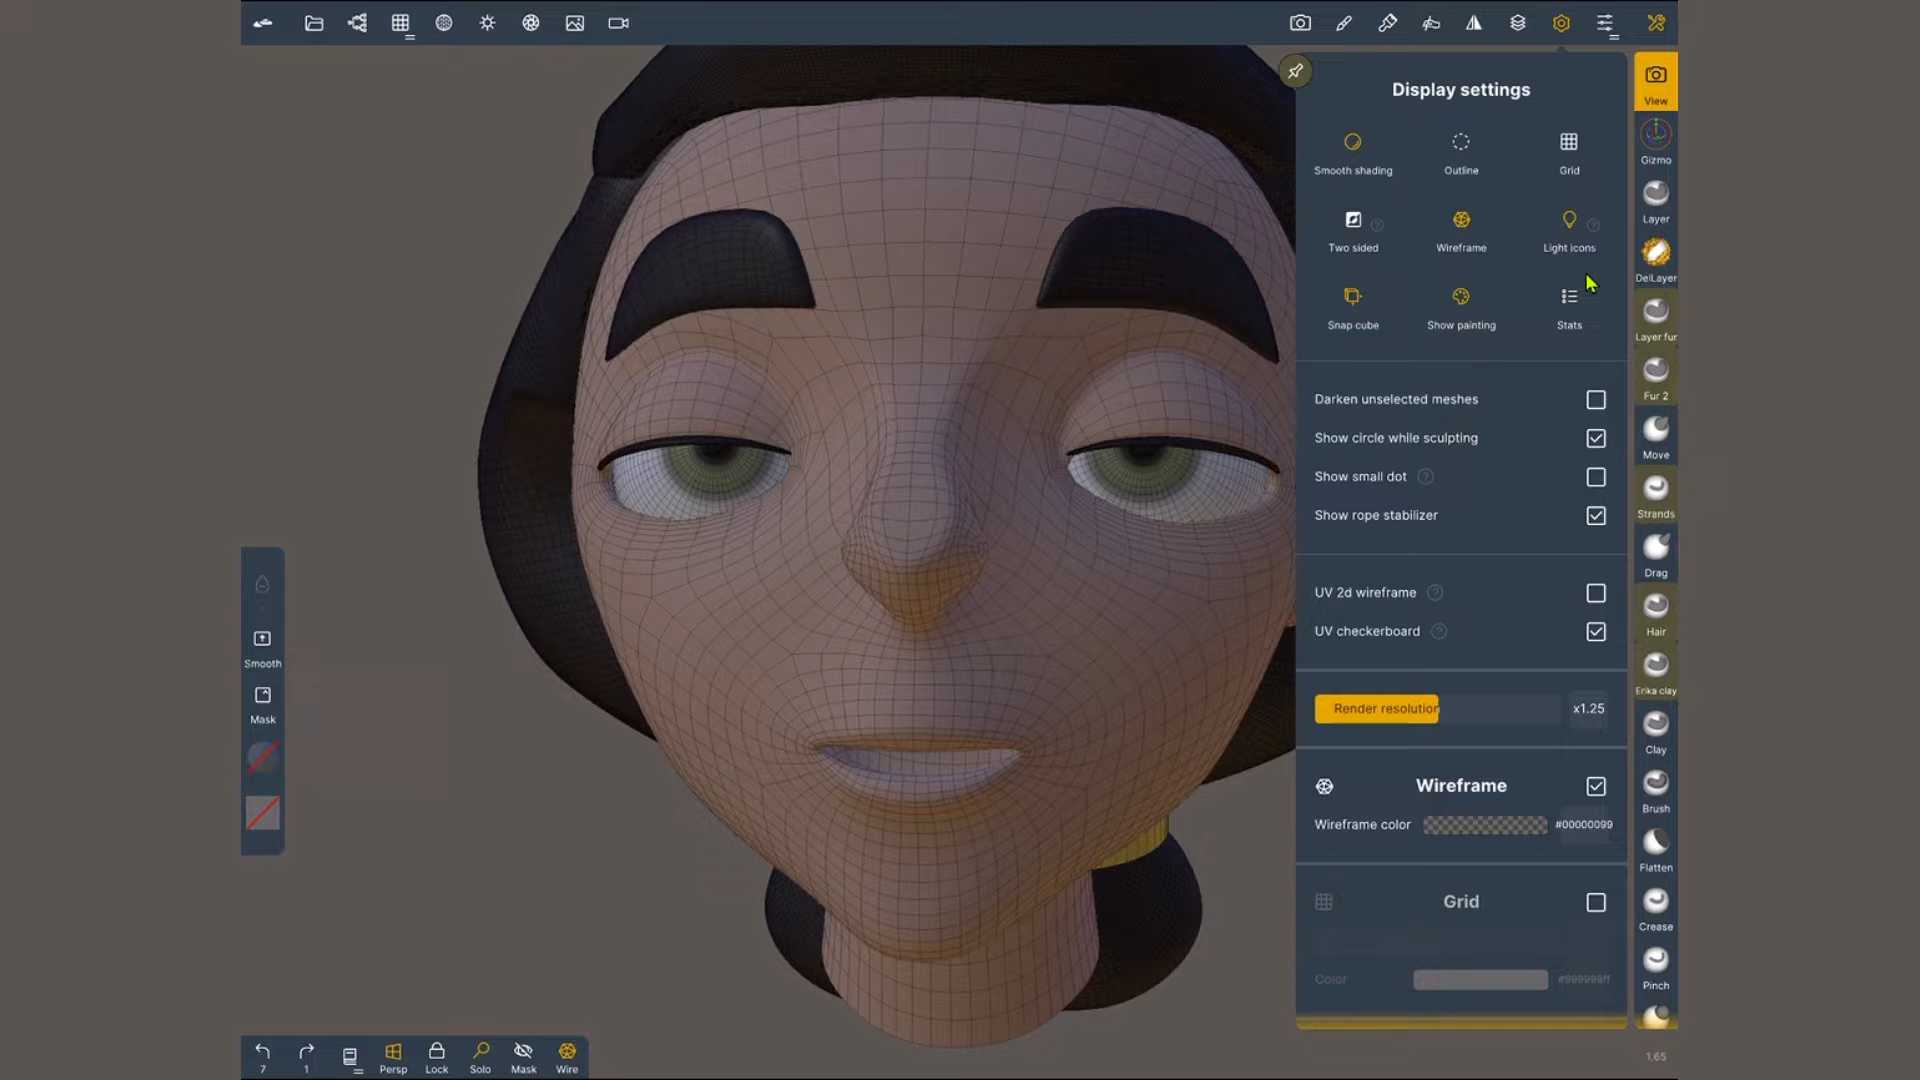 Display settings
Smooth shading
Outline
Grid
Two sided
Wireframe
Light icons
Snap cube
Show painting
Stats
Darken unselected meshes
Show circle while sculpting
Show small dot
Show rope stabilizer
UV 2d wireframe
UV checkerboard
Render resolution x1.25
Wireframe
Wireframe color #00000099
Grid
Color #999999ff
View
Gizmo
Layer
DelLayer
Layer fur
Fur 2
Move
Strands
Drag
Hair
Erika clay
Clay
Brush
Flatten
Crease
Pinch
1.65
Smooth
Mask
7
1
Persp
Lock
Solo
Mask
Wire